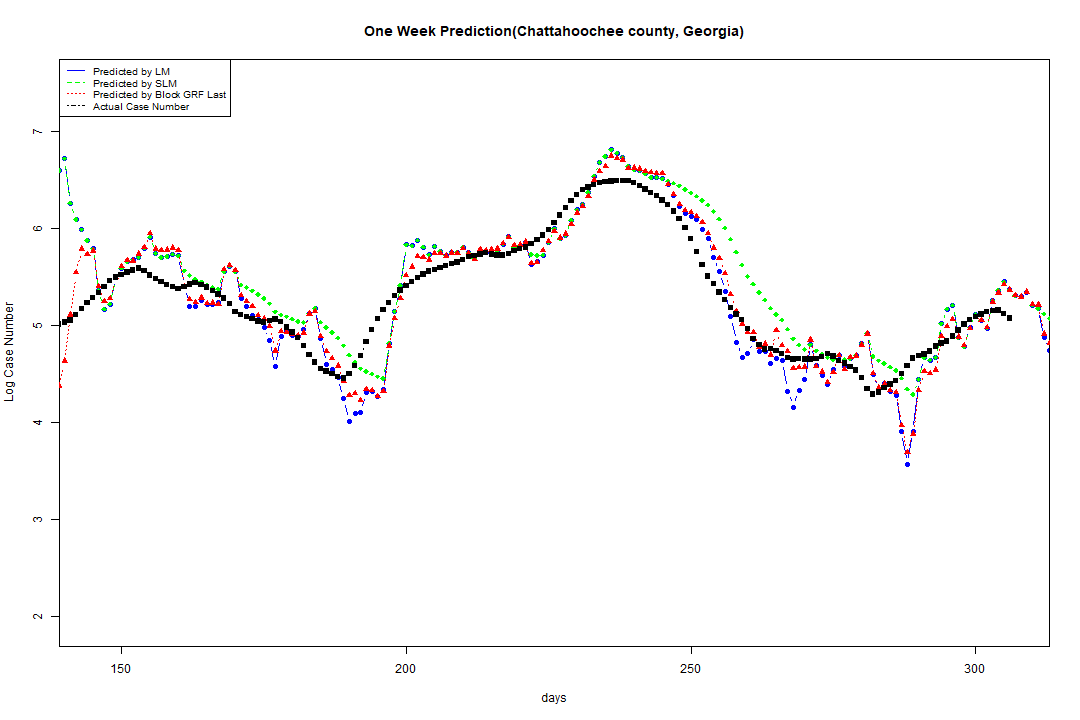 One Week Prediction(Chattahoochee county, Georgia)
Predicted by LM
Predicted by SLM
Predicted by Block GRF Last
Actual Case Number
7
6
5
4
3
2
Log Case Number
150 200 250 300
days